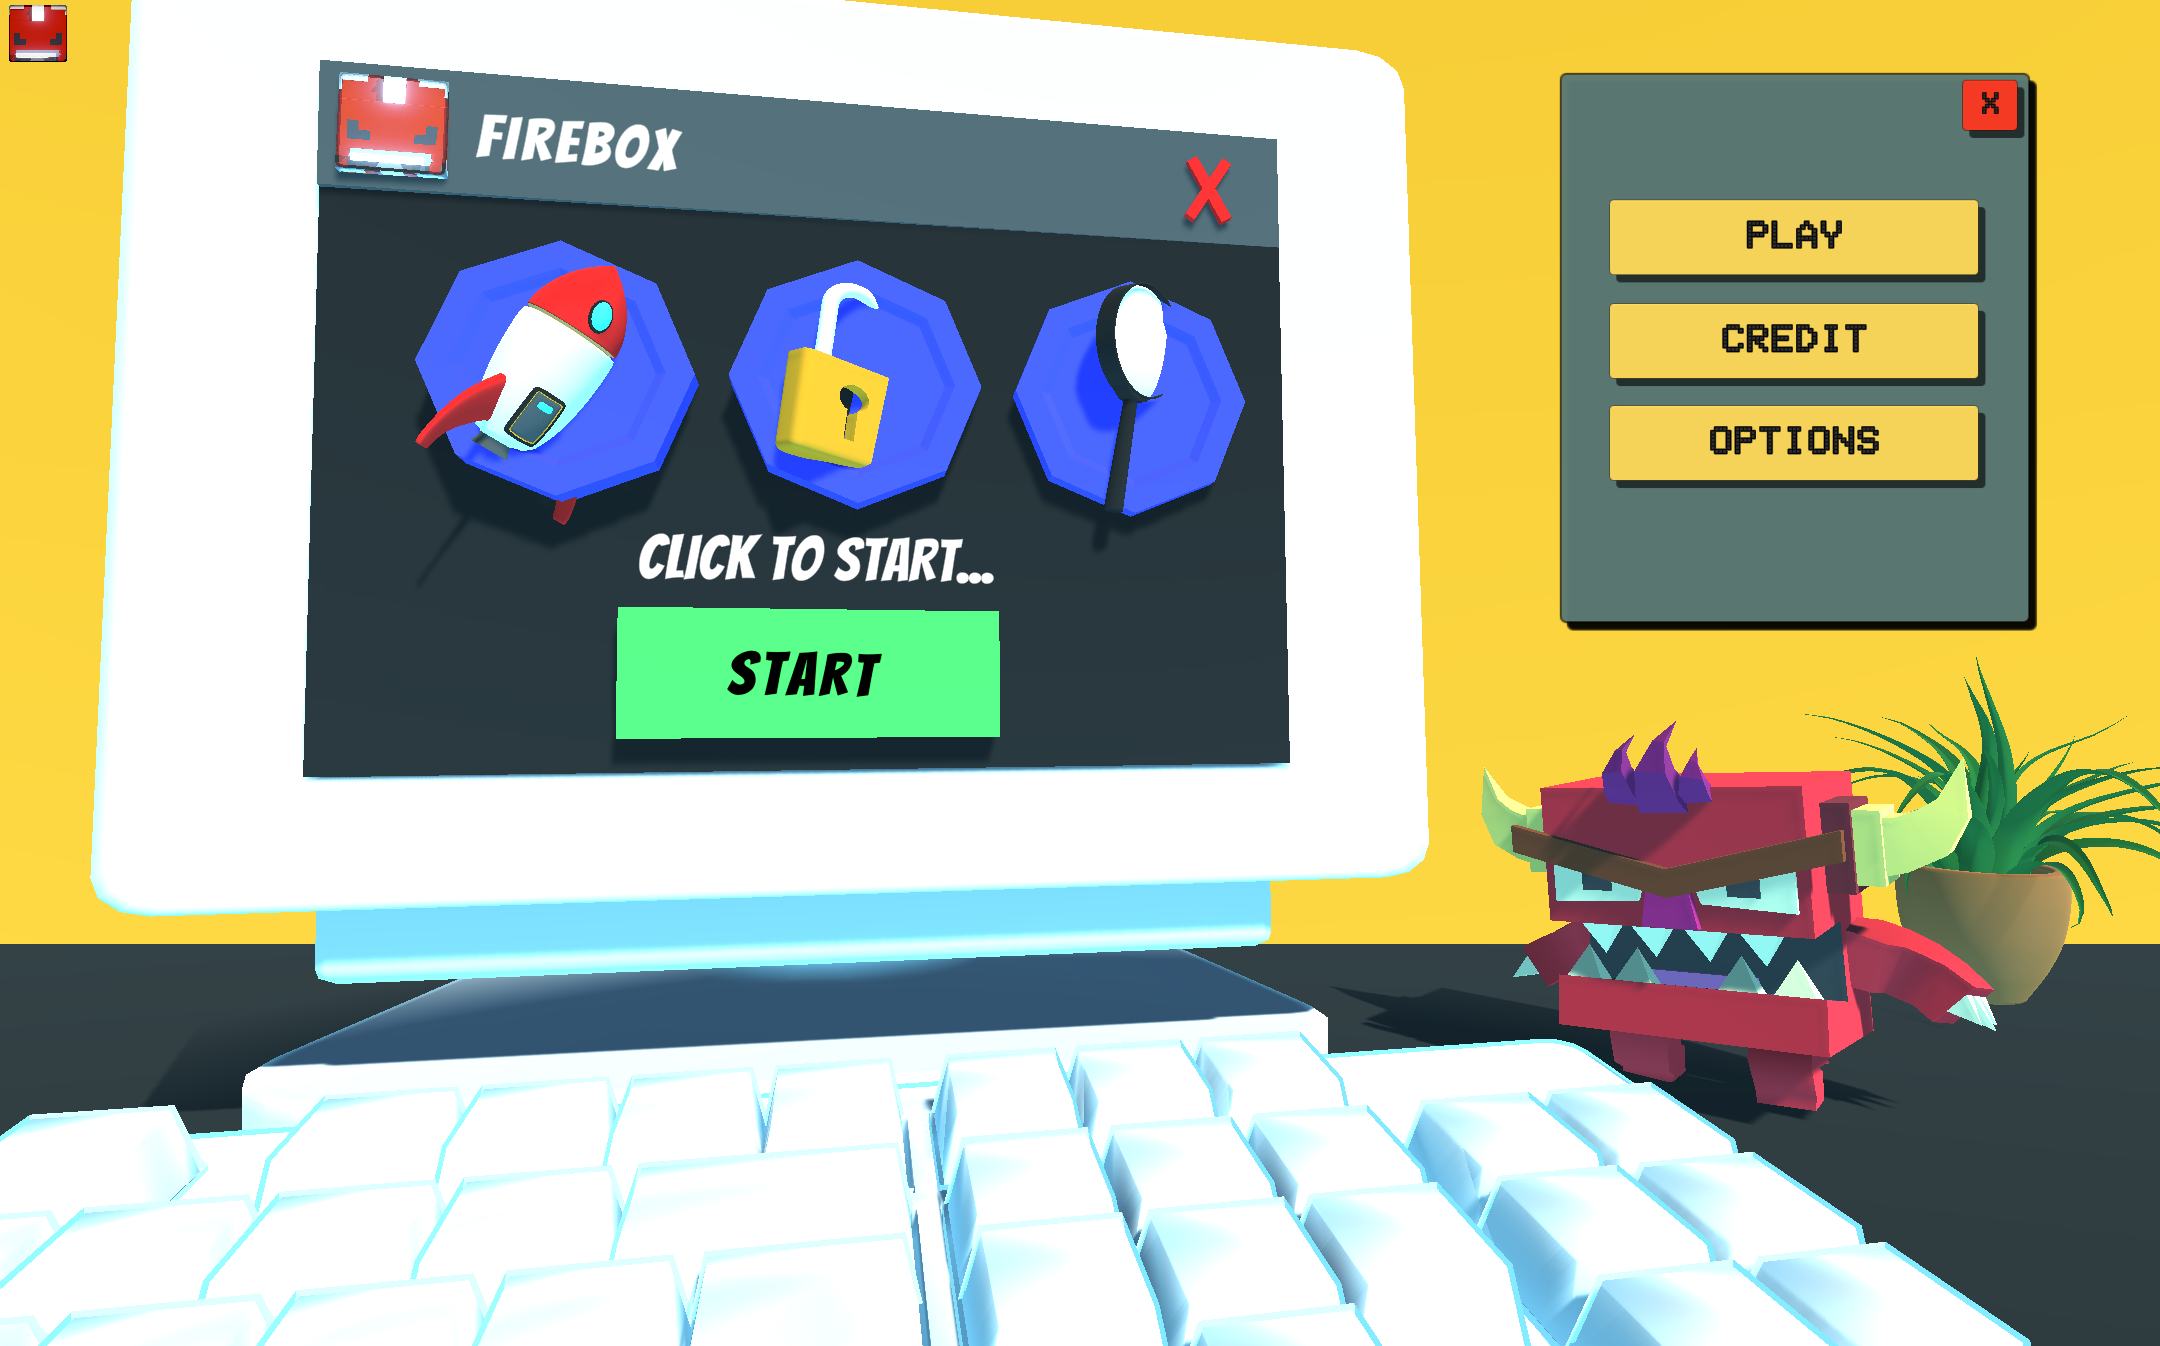 FIREBOX
X
CLICK TO START...
START
X
PLAY
CREDIT
OPTIONS